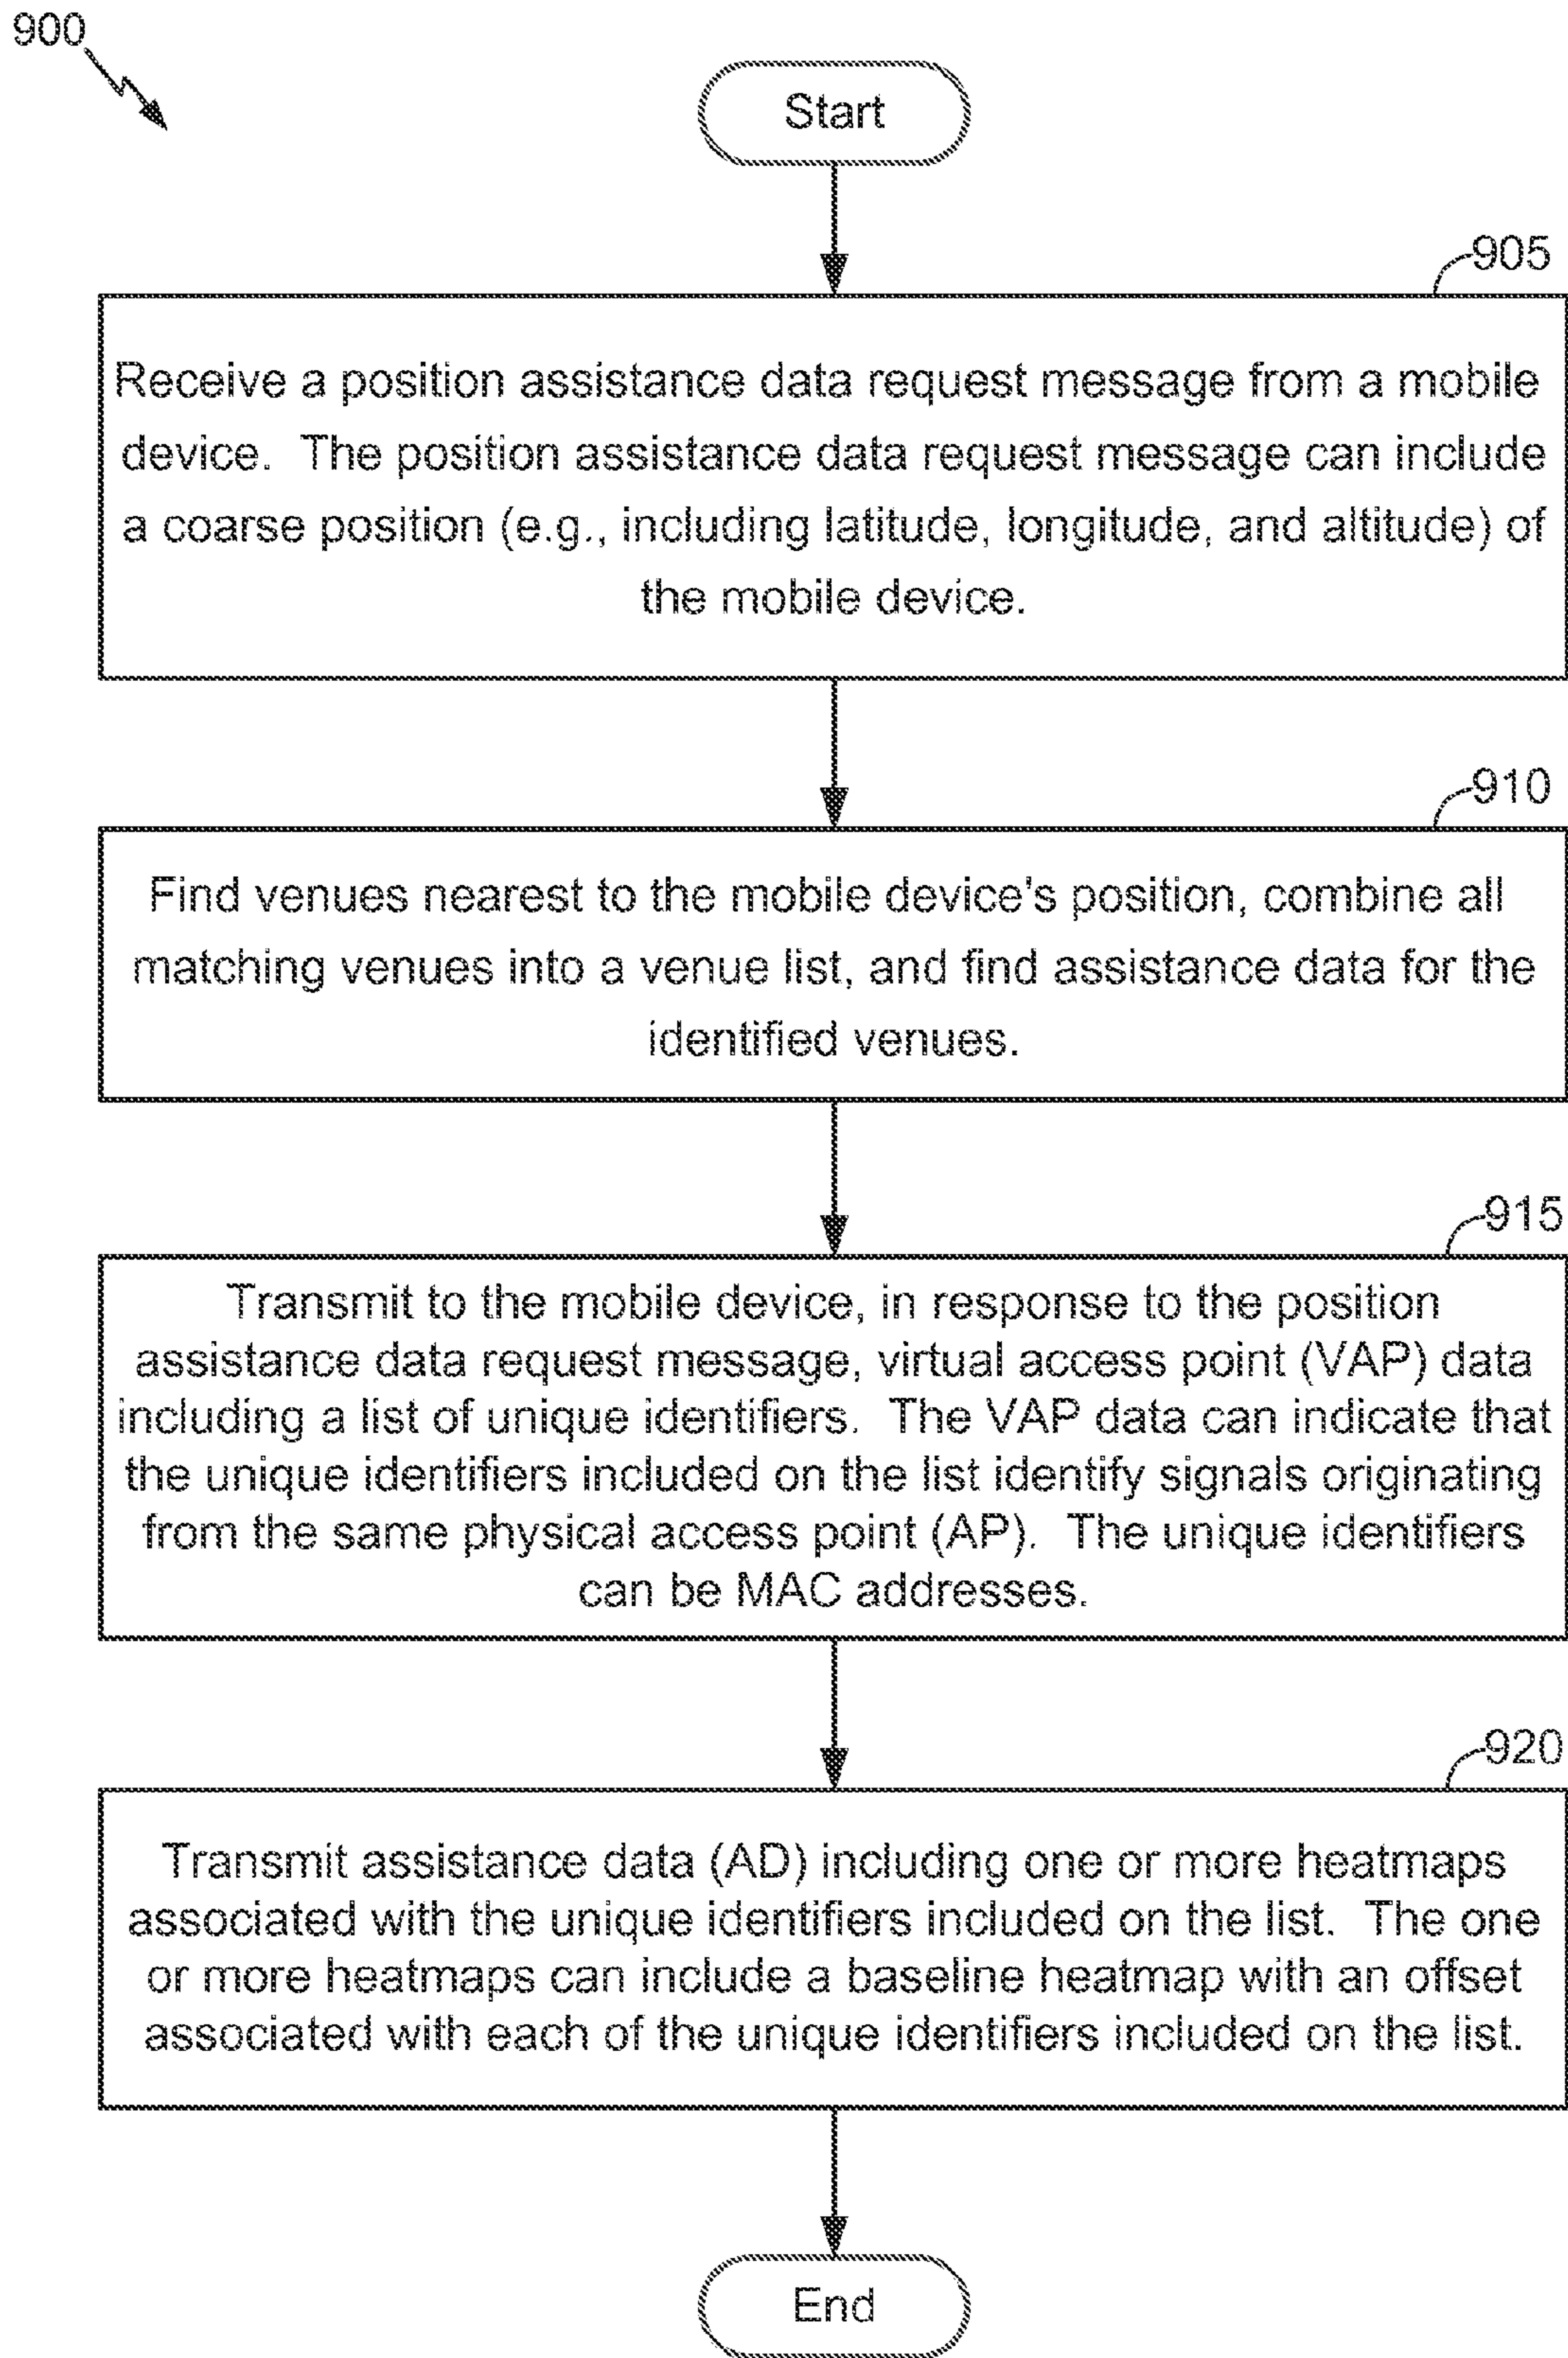 900
Start
905
Receive a position assistance data request message from a mobile
device. The position assistance data request message can include
a coarse position (e.g., including latitude, longitude, and altitude) of
the mobile device.
910
Find venues nearest to the mobile device's position, combine all
matching venues into a venue list, and find assistance data for the
identified venues.
915
Transmit to the mobile device, in response to the position
assistance data request message, virtual access point (VAP) data
including a list of unique identifiers. The VAP data can indicate that
the unique identifiers included on the list identify signals originating
from the same physical access point (AP). The unique identifiers
can be MAC addresses.
920
Transmit assistance data (AD) including one or more heatmaps
associated with the unique identifiers included on the list. The one
or more heatmaps can include a baseline heatmap with an offset
associated with each of the unique identifiers included on the list.
End